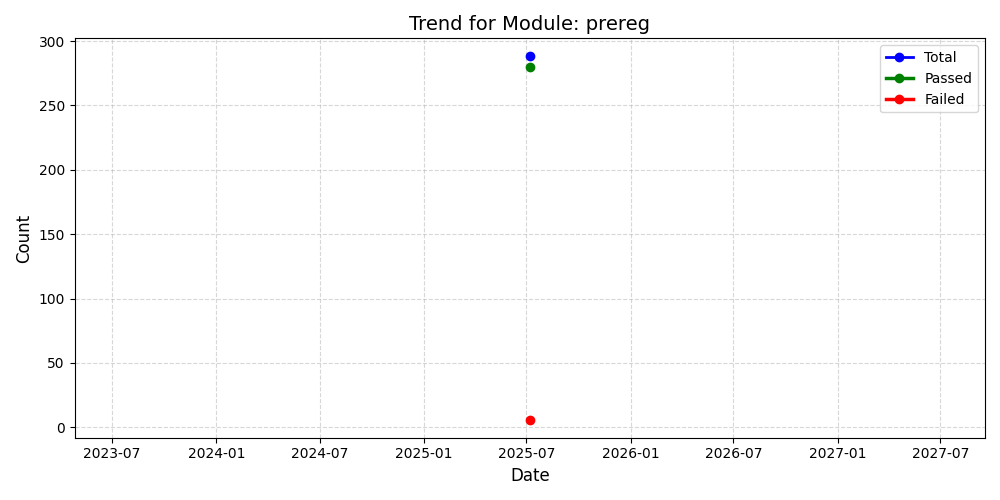 Trend for Module: prereg
Total
Passed
Failed
Count
300
250
200
150
100
50
0
2023-07
2024-01
2024-07
2025-01
2025-07
2026-01
2026-07
2027-01
2027-07
Date